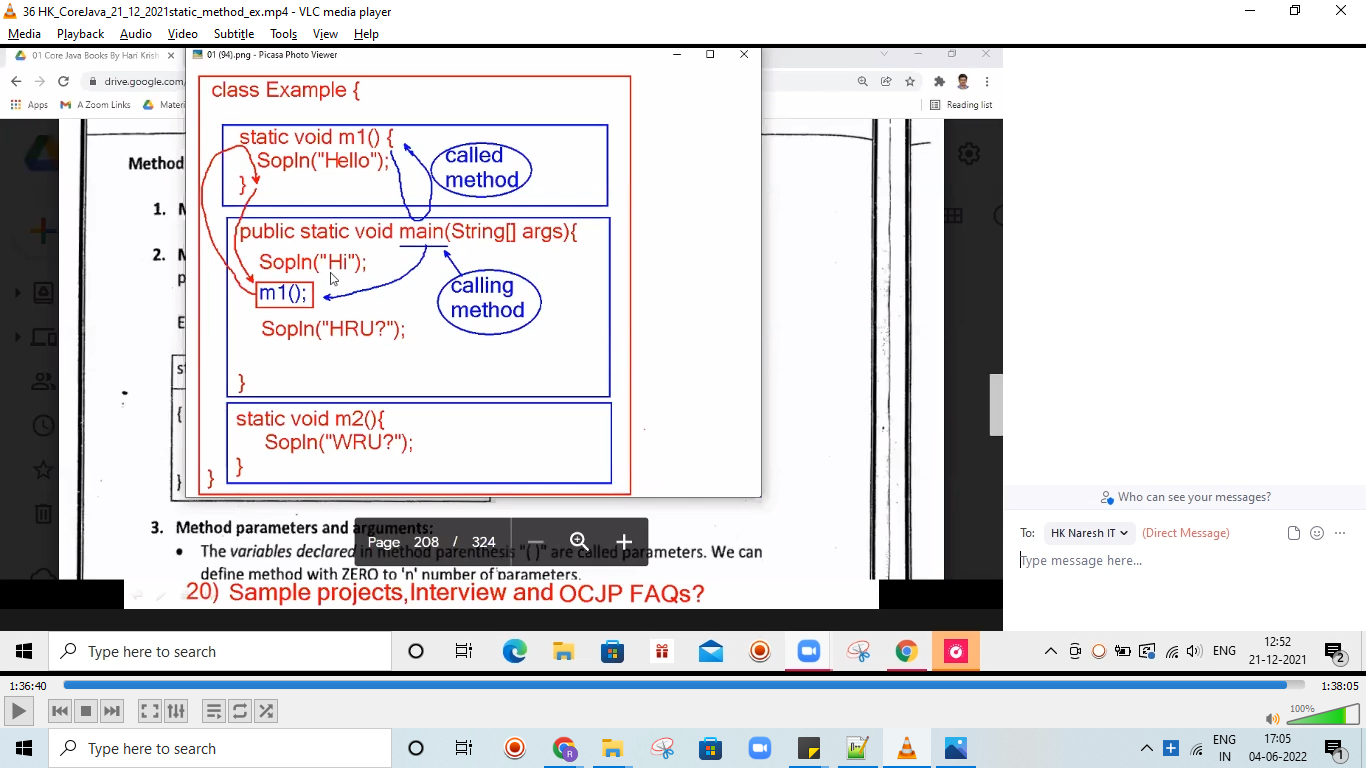 36 HK_CoreJava_21_12_2021static_method_ex.mp4 - VLC media player
Media Playback Audio Video Subtitle Tools View Help
01 Core Java Books By Hari Krish
01 (94).png - Picasa Photo Viewer
drive.google.com
Apps A Zoom Links Materi
Reading list
class Example {
static void m1() {
Sopln("Hello");
}
called
method
public static void main(String[] args){
Sopln("Hi");
m1();
calling
method
Sopln("HRU?");
}
static void m2(){
Sopln("WRU?");
}
}
Method
1.
2.
p
E
{
}
3. Method parameters and arguments:
Page 208 / 324
• The variables declared in method parenthesis "( )" are called parameters. We can
define method with ZERO to 'n' number of parameters.
20) Sample projects,Interview and OCJP FAQs?
Who can see your messages?
To: HK Naresh IT (Direct Message)
Type message here...
Type here to search
ENG
12:52
21-12-2021
2
1:36:40
1:38:05
100%
Type here to search
R
ENG
IN
17:05
04-06-2022
1